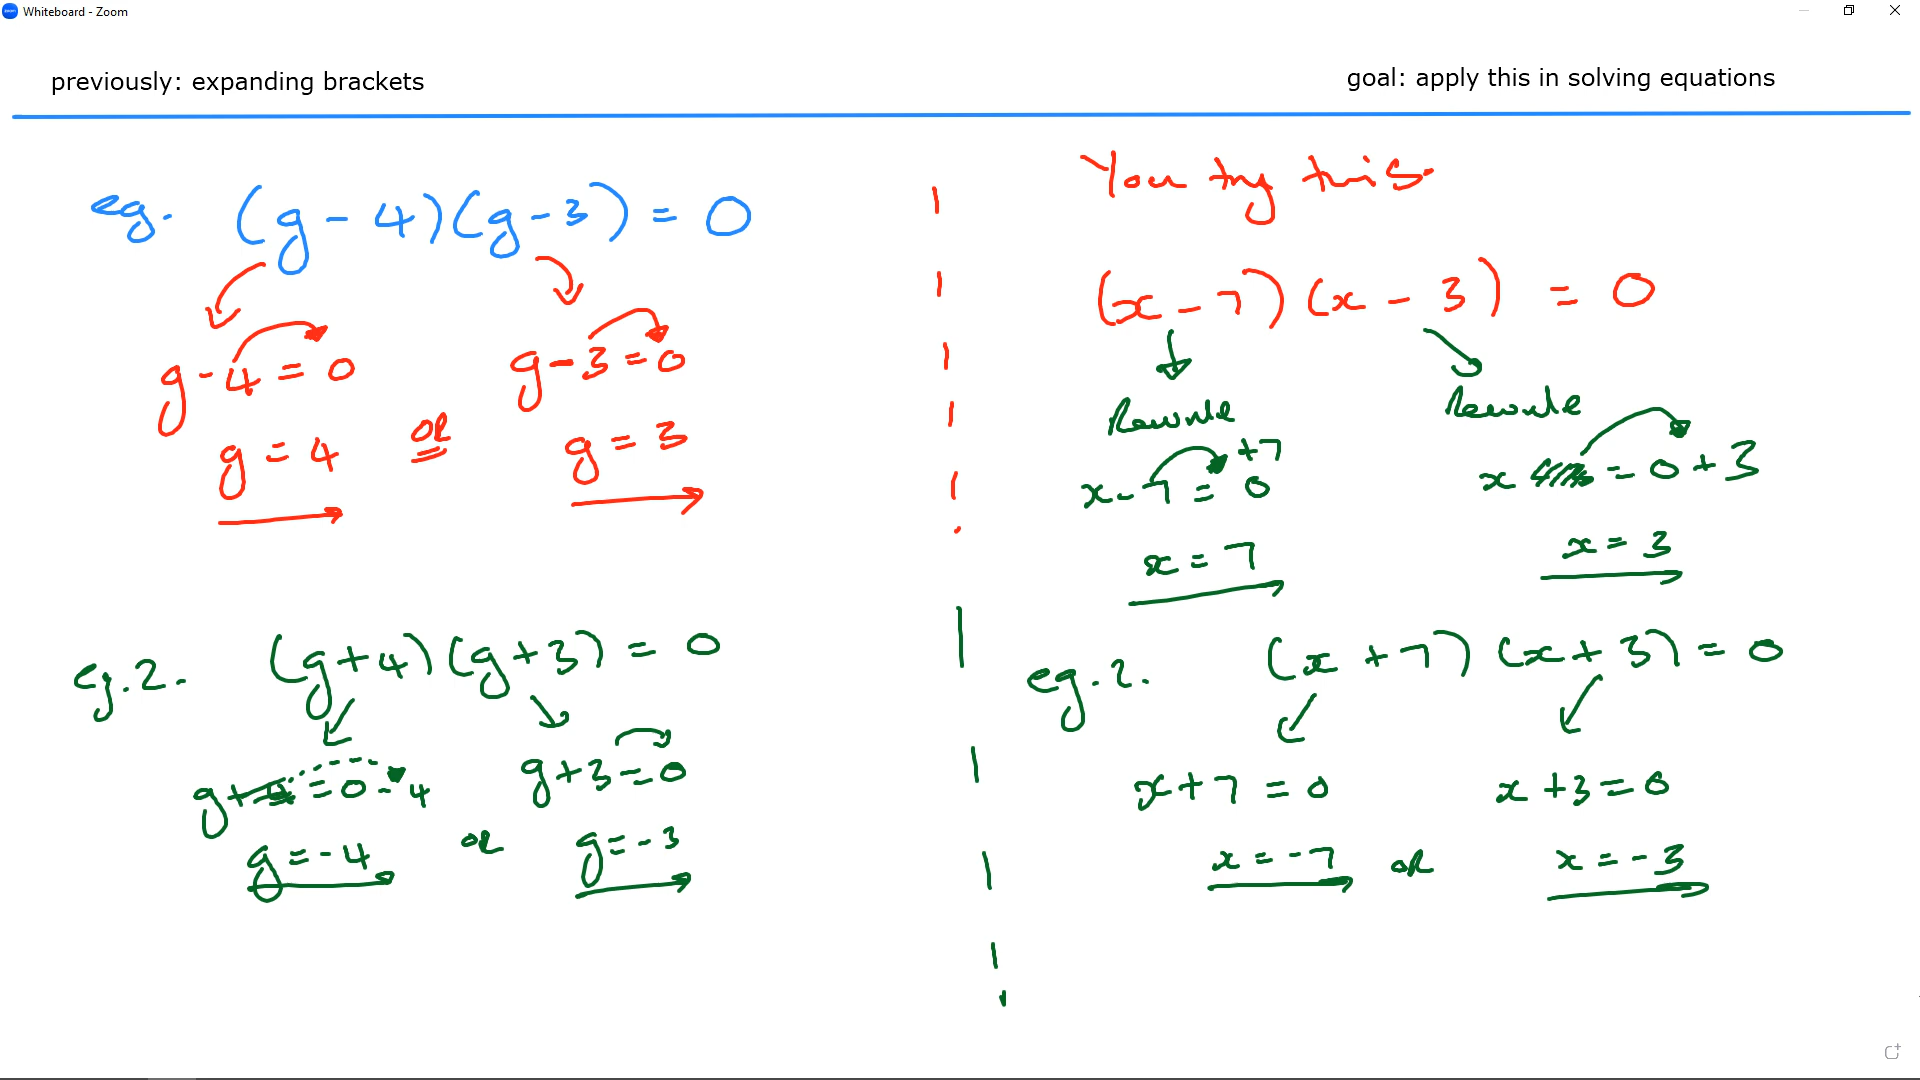 Whiteboard - Zoom
previously: expanding brackets
goal: apply this in solving equations
eg. (g - 4)(g - 3) = 0
g - 4 = 0
g - 3 = 0
g = 4 or g = 3
You try this
(x - 7)(x - 3) = 0
Rewrite
Rewrite
+7
x - 7 = 0
x = 0 + 3
x = 7
x = 3
eg.2. (g+4)(g+3) = 0
g+4 = 0 - 4
g+3=0
g = -4 or g = -3
eg.2. (x + 7)(x + 3) = 0
x+7 = 0
x +3 = 0
x = -7 or x = -3